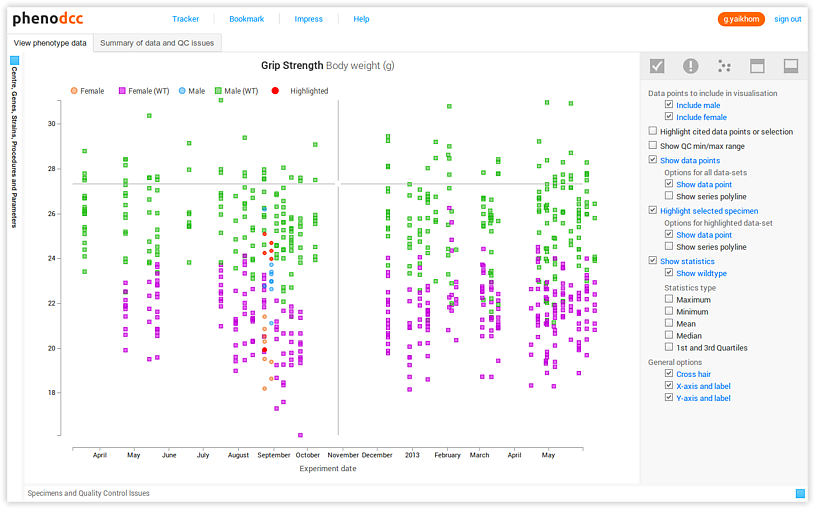 phenodcc
Tracker Bookmark Impress Help
g.yaikhom sign out
View phenotype data Summary of data and QC issues
Centre, Genes, Strains, Procedures and Parameters
Grip Strength Body weight (g)
Female Female (WT) Male Male (WT) Highlighted
30
28
26
24
22
20
18
April May June July August September October November December 2013 February March April May
Experiment date
Data points to include in visualisation
Include male
Include female
Highlight cited data points or selection
Show QC min/max range
Show data points
Options for all data-sets
Show data point
Show series polyline
Highlight selected specimen
Options for highlighted data-set
Show data point
Show series polyline
Show statistics
Show wildtype
Statistics type
Maximum
Minimum
Mean
Median
1st and 3rd Quartiles
General options
Cross hair
X-axis and label
Y-axis and label
Specimens and Quality Control Issues